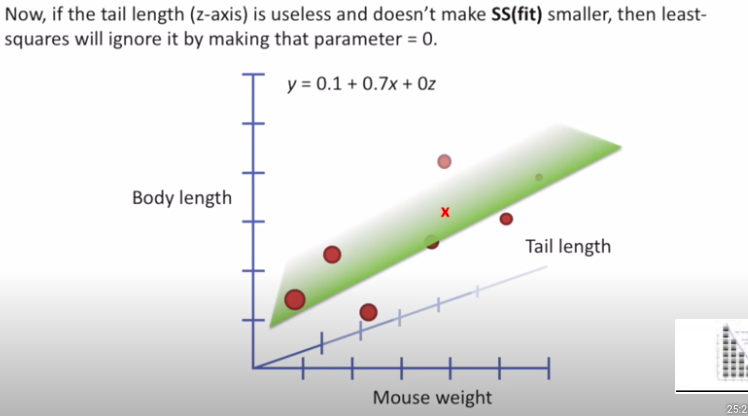 Now, if the tail length (z-axis) is useless and doesn't make SS(fit) smaller, then least-
squares will ignore it by making that parameter = 0.
y = 0.1 + 0.7x + 0z
Body length
x
Tail length
Mouse weight
25:2